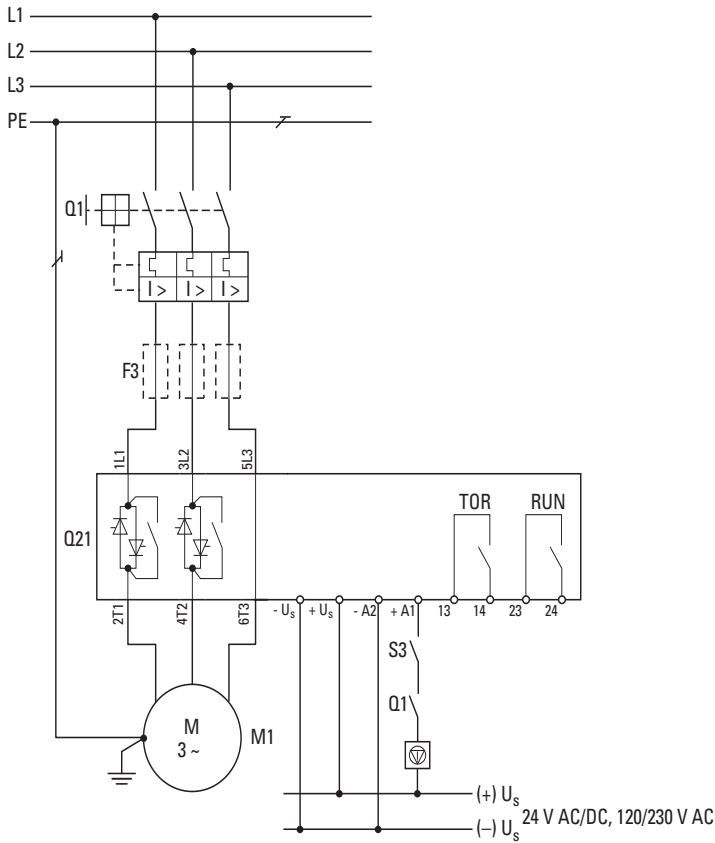 L1
L2
L3
PE
Q1
I > I > I >
F3
1L1 3L2 5L3
TOR RUN
Q21
2T1 4T2 6T3 - Us + Us - A2 + A1 13 14 23 24
S3
Q1
M
3 ~
M1
(+) Us
(–) Us 24 V AC/DC, 120/230 V AC